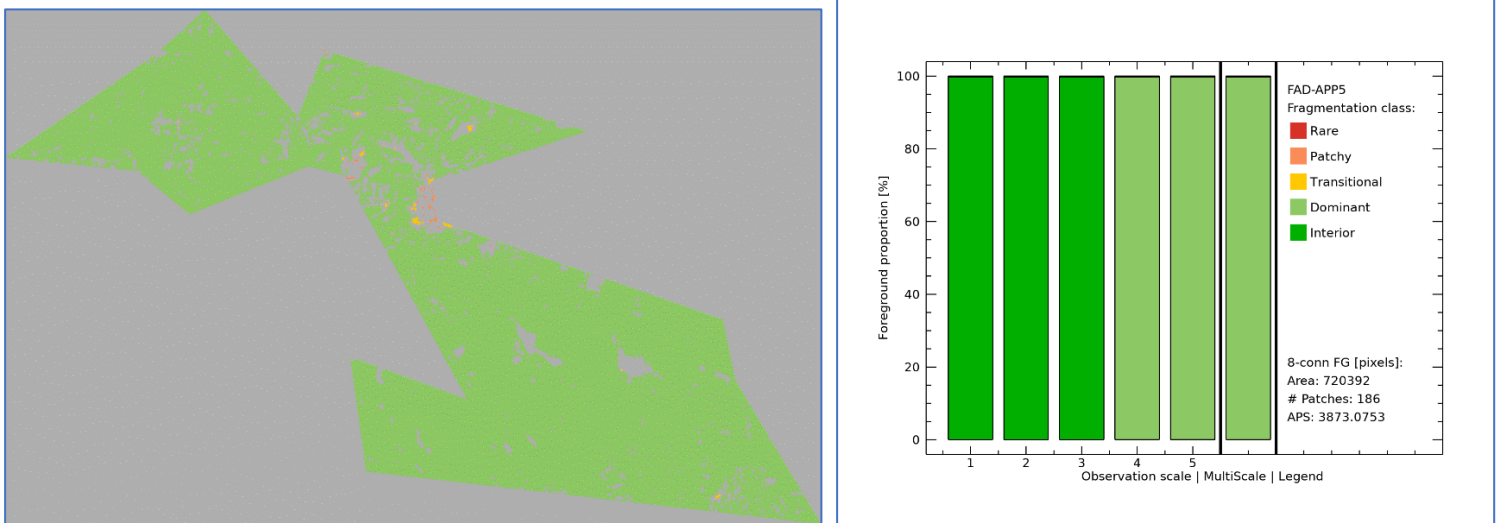 100
80
60
40
20
0
Foreground proportion [%]
1 2 3 4 5
Observation scale | MultiScale | Legend
FAD-APP5
Fragmentation class:
Rare
Patchy
Transitional
Dominant
Interior
8-conn FG [pixels]:
Area: 720392
# Patches: 186
APS: 3873.0753